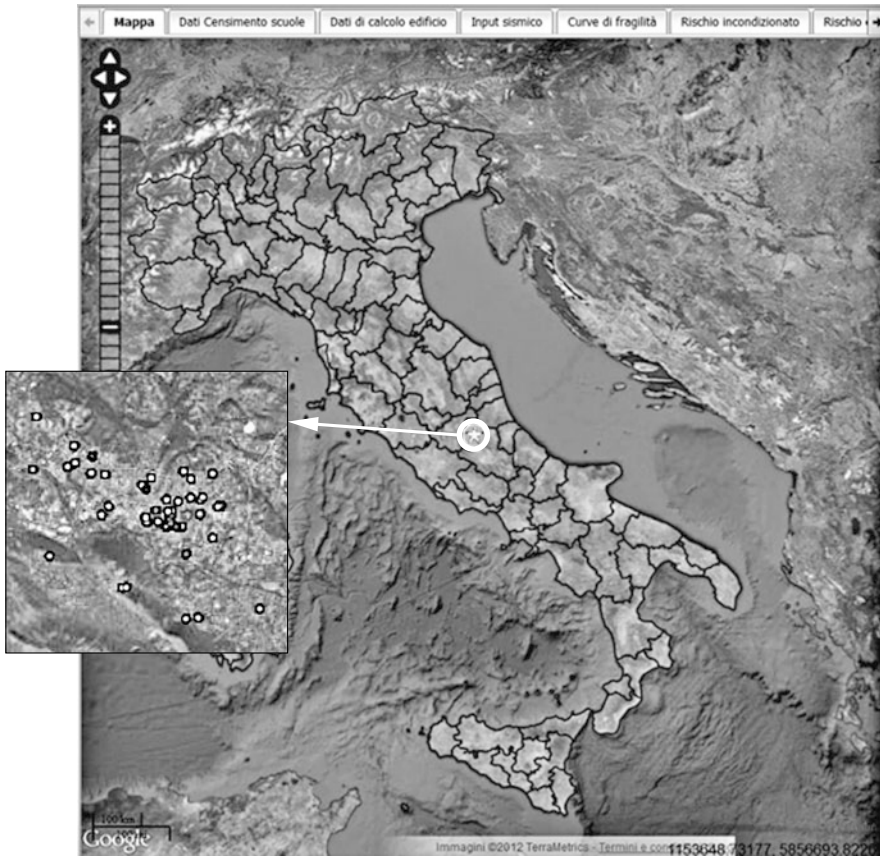 Mappa
Dati Censimento scuole
Dati di calcolo edificio
Input sismico
Curve di fragilità
Rischio incondizionato
Rischio
100 km
Google
Immagini ©2012 TerraMetrics - Termini e con
1153648.73177, 5856693.822